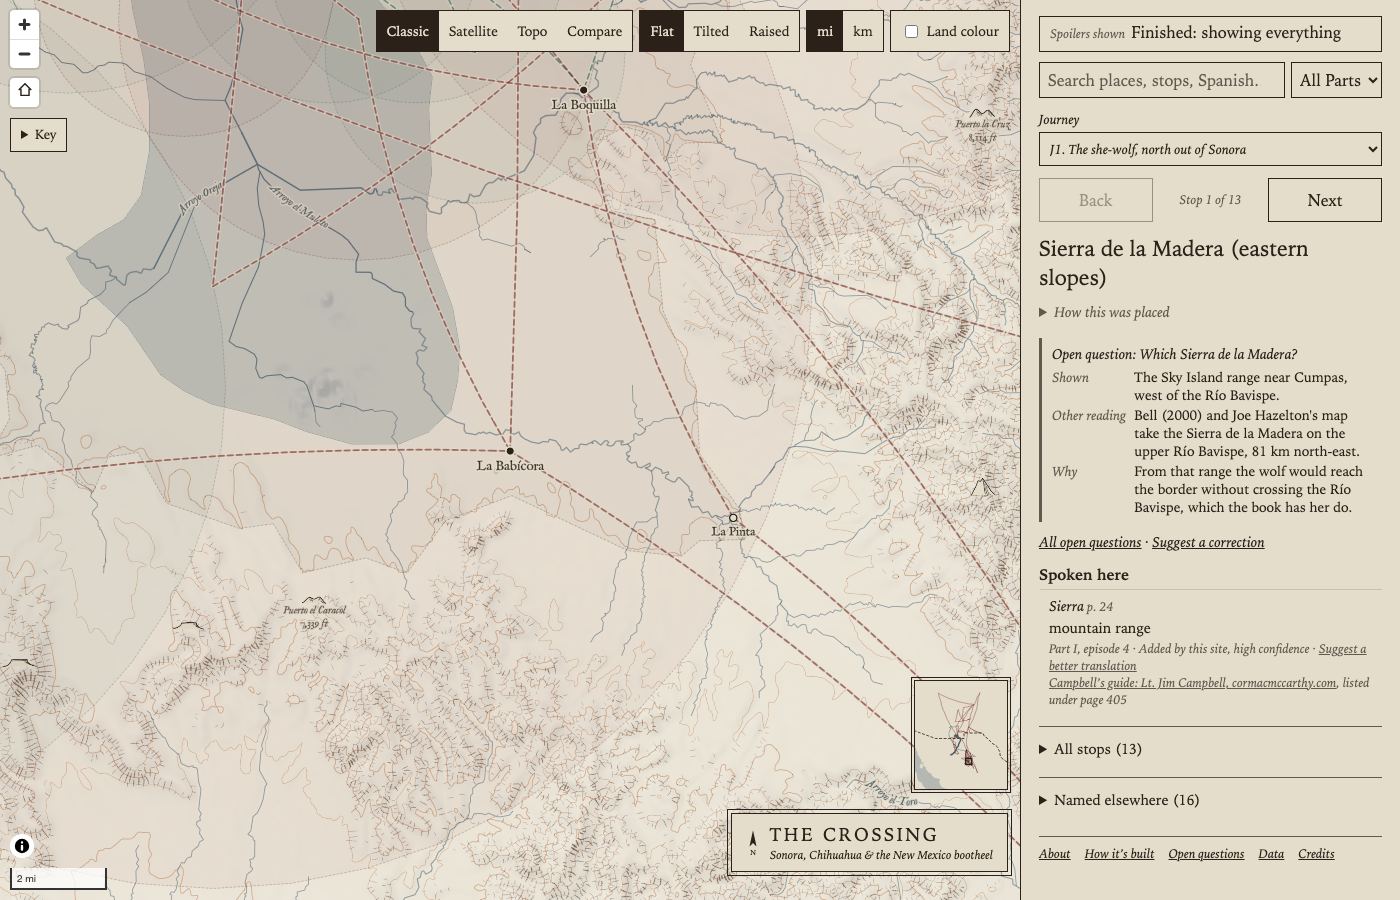 Classic Satellite Topo Compare
Flat Tilted Raised
mi km
Land colour
+
−
Key
La Boquilla
Puerto la Cruz
Arroyo Oreja
Arroyo el Mulato
La Babícora
La Pinta
Puerto el Caracol
7,339 ft
Arroyo el Toro
N
THE CROSSING
Sonora, Chihuahua & the New Mexico bootheel
2 mi
Spoilers shown Finished: showing everything
Search places, stops, Spanish.
All Parts
Journey
J1. The she-wolf, north out of Sonora
Back
Stop 1 of 13
Next
Sierra de la Madera (eastern
slopes)
How this was placed
Open question: Which Sierra de la Madera?
Shown The Sky Island range near Cumpas,
west of the Río Bavispe.
Other reading Bell (2000) and Joe Hazelton's map
take the Sierra de la Madera on the
upper Río Bavispe, 81 km north-east.
Why From that range the wolf would reach
the border without crossing the Río
Bavispe, which the book has her do.
All open questions · Suggest a correction
Spoken here
Sierra p. 24
mountain range
Part I, episode 4 · Added by this site, high confidence · Suggest a
better translation
Campbell's guide: Lt. Jim Campbell, cormacmccarthy.com, listed
under page 405
All stops (13)
Named elsewhere (16)
About How it's built Open questions Data Credits